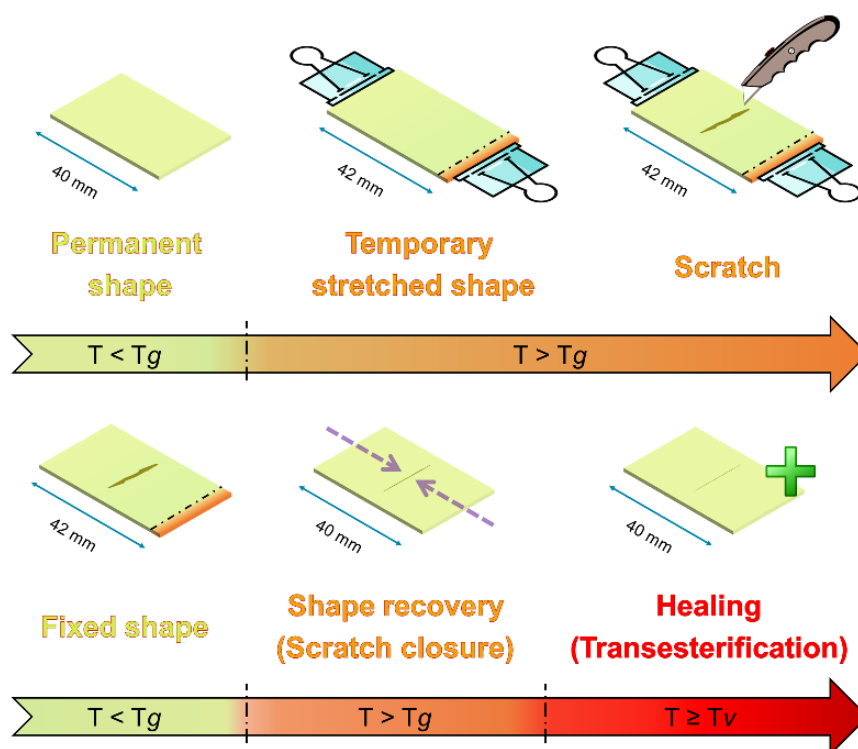 40 mm
42 mm
42 mm
Permanent
shape
Temporary
stretched shape
Scratch
T < Tg
T > Tg
42 mm
40 mm
40 mm
Fixed shape
Shape recovery
(Scratch closure)
Healing
(Transesterification)
T < Tg
T > Tg
T ≥ Tv